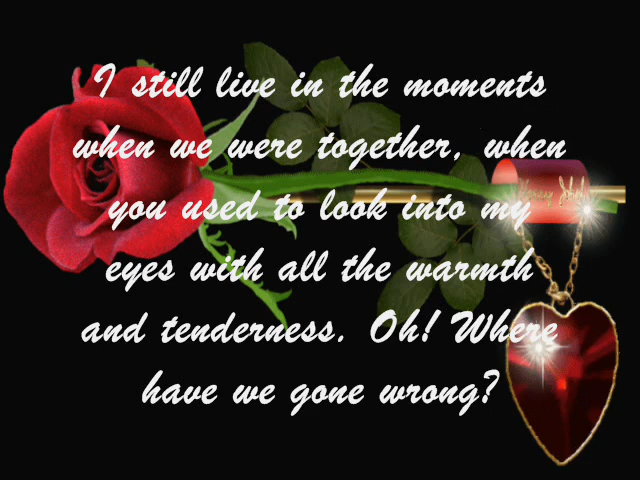 I still live in the moments
when we were together, when
you used to look into my
eyes with all the warmth
and tenderness. Oh! Where
have we gone wrong?